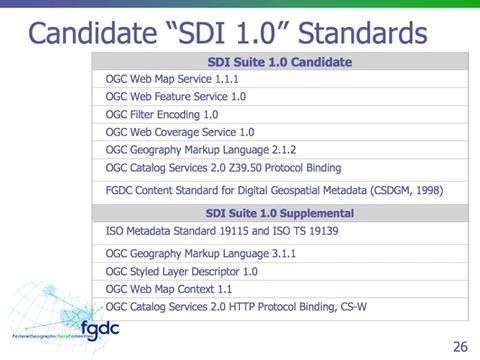 Candidate “SDI 1.0” Standards
SDI Suite 1.0 Candidate
OGC Web Map Service 1.1.1
OGC Web Feature Service 1.0
OGC Filter Encoding 1.0
OGC Web Coverage Service 1.0
OGC Geography Markup Language 2.1.2
OGC Catalog Services 2.0 Z39.50 Protocol Binding
FGDC Content Standard for Digital Geospatial Metadata (CSDGM, 1998)
SDI Suite 1.0 Supplemental
ISO Metadata Standard 19115 and ISO TS 19139
OGC Geography Markup Language 3.1.1
OGC Styled Layer Descriptor 1.0
OGC Web Map Context 1.1
OGC Catalog Services 2.0 HTTP Protocol Binding, CS-W
fgdc
Federal Geographic Data Committee
26